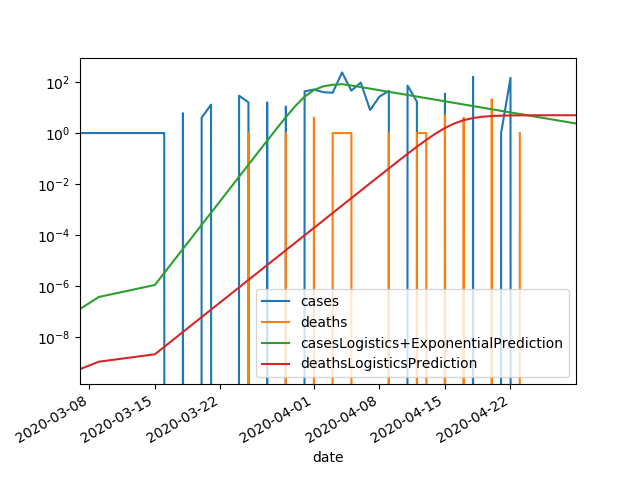 10^2
10^0
10^-2
10^-4
10^-6
10^-8
cases
deaths
casesLogistics+ExponentialPrediction
deathsLogisticsPrediction
2020-03-08
2020-03-15
2020-03-22
2020-04-01
2020-04-08
2020-04-15
2020-04-22
date